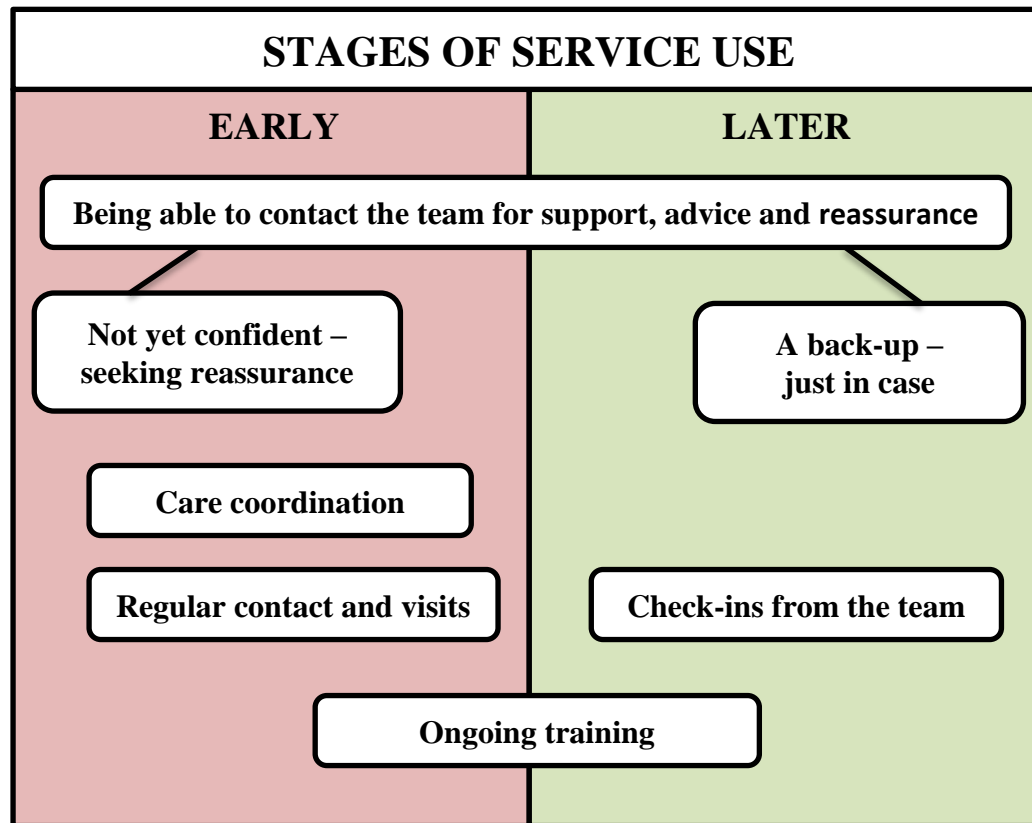 STAGES OF SERVICE USE
EARLY
LATER
Being able to contact the team for support, advice and reassurance
Not yet confident –
seeking reassurance
A back-up –
just in case
Care coordination
Regular contact and visits
Check-ins from the team
Ongoing training